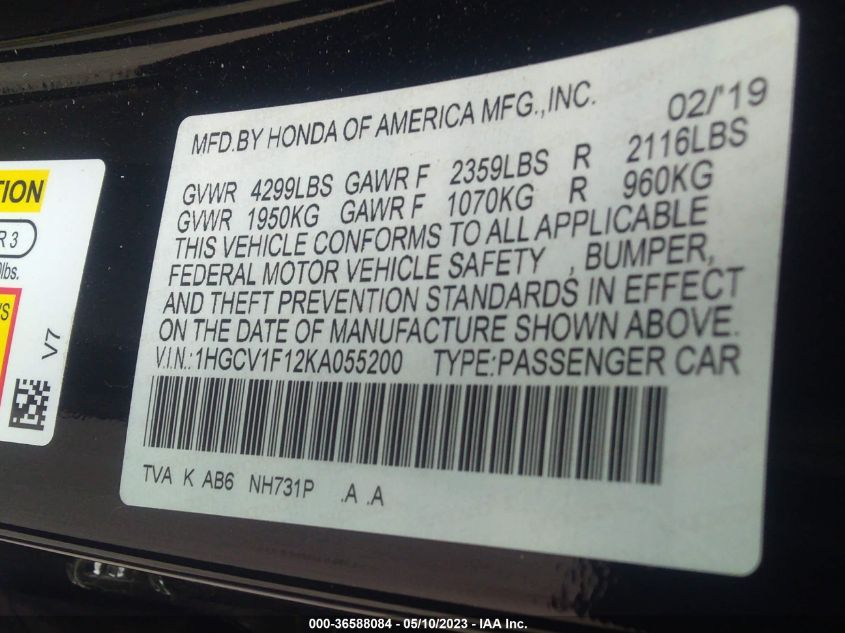 TION
R 3
lbs.
V7
MFD.BY HONDA OF AMERICA MFG.,INC. 02/'19
GVWR 4299LBS GAWR F 2359LBS R 2116LBS
GVWR 1950KG GAWR F 1070KG R 960KG
THIS VEHICLE CONFORMS TO ALL APPLICABLE
FEDERAL MOTOR VEHICLE SAFETY , BUMPER,
AND THEFT PREVENTION STANDARDS IN EFFECT
ON THE DATE OF MANUFACTURE SHOWN ABOVE.
V.I.N.:1HGCV1F12KA055200 TYPE:PASSENGER CAR
TVA K AB6 NH731P .A .A
000-36588084 - 05/10/2023 - IAA Inc.